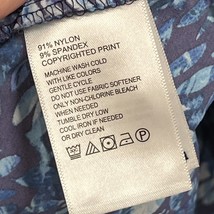 91% NYLON
9% SPANDEX
COPYRIGHTED PRINT
MACHINE WASH COLD
WITH LIKE COLORS
GENTLE CYCLE
DO NOT USE FABRIC SOFTENER
ONLY NON-CHLORINE BLEACH
IF NEEDED
TUMBLE DRY LOW
COOL IRON IF NEEDED
OR DRY CLEAN